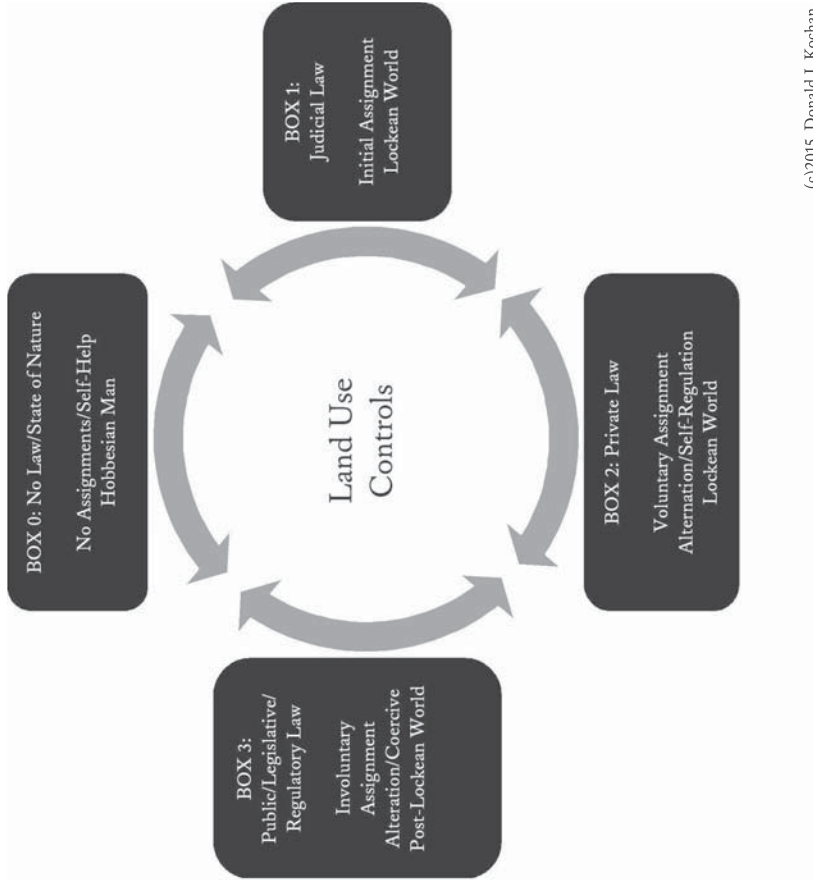 BOX 3:
Public/Legislative/
Regulatory Law
Involuntary
Assignment
Alteration/Coercive
Post-Lockean World
BOX 2: Private Law
Voluntary Assignment
Alternation/Self-Regulation
Lockean World
Land Use
Controls
BOX 0: No Law/State of Nature
No Assignments/Self-Help
Hobbesian Man
BOX 1:
Judicial Law
Initial Assignment
Lockean World
(c)2015, Donald J. Kochan